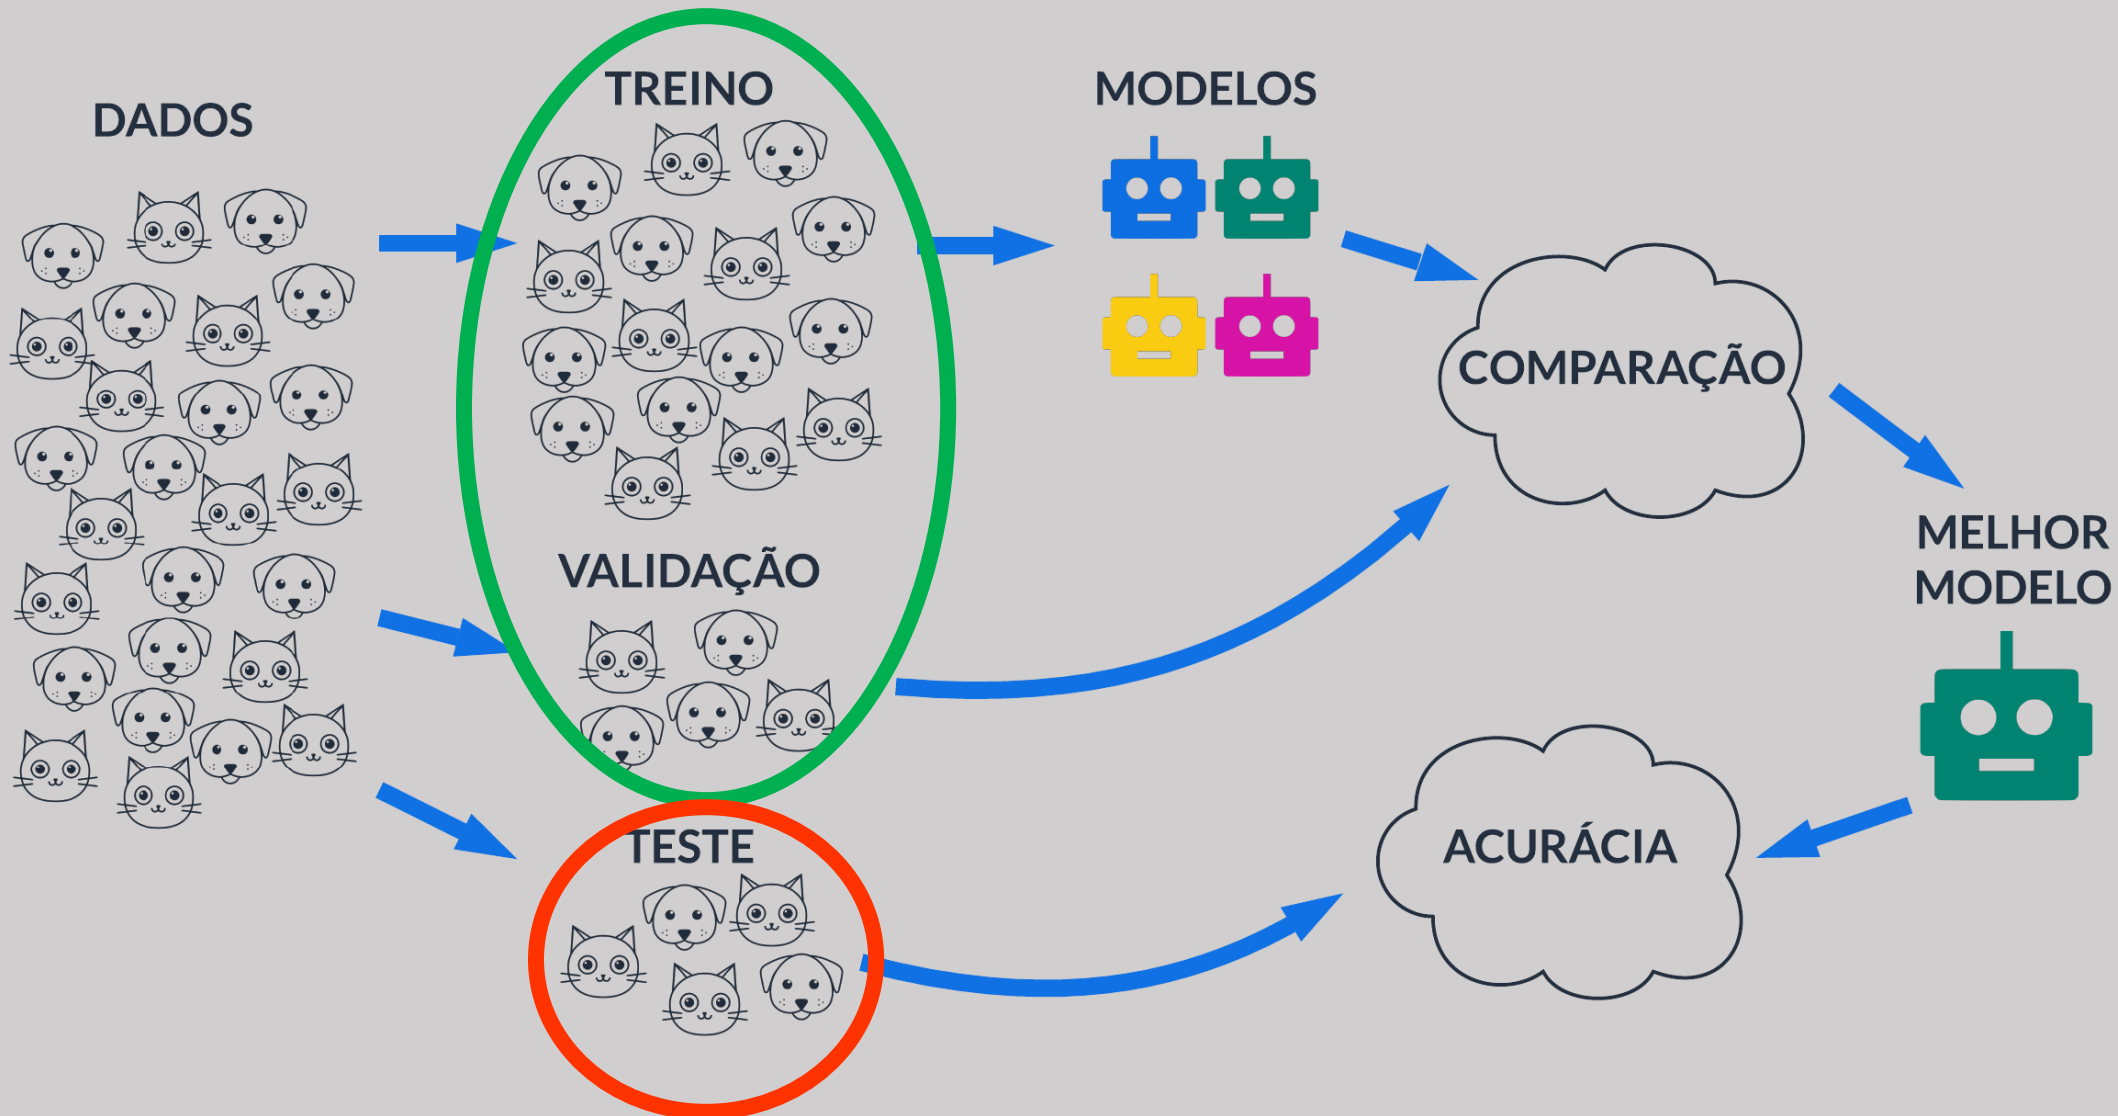 DADOS
TREINO
MODELOS
COMPARAÇÃO
VALIDAÇÃO
MELHOR
MODELO
TESTE
ACURÁCIA